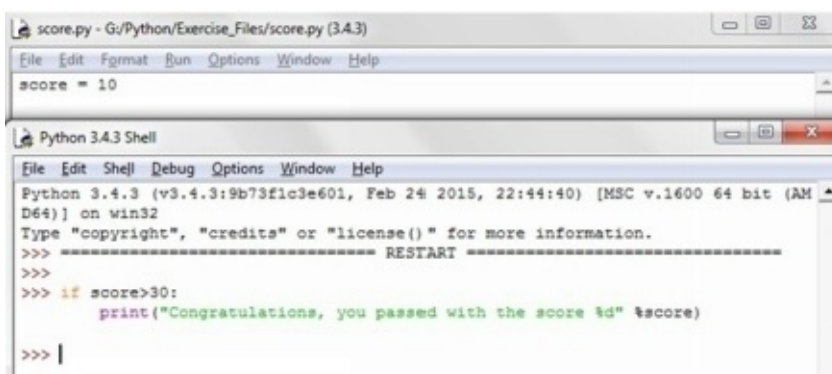 score.py - G:/Python/Exercise_Files/score.py (3.4.3)
File Edit Format Run Options Window Help
score = 10
Python 3.4.3 Shell
File Edit Shell Debug Options Window Help
Python 3.4.3 (v3.4.3:9b73f1c3e601, Feb 24 2015, 22:44:40) [MSC v.1600 64 bit (AM
D64)] on win32
Type "copyright", "credits" or "license()" for more information.
>>> ================================ RESTART ================================
>>>
>>> if score>30:
print("Congratulations, you passed with the score %d" %score)
>>>